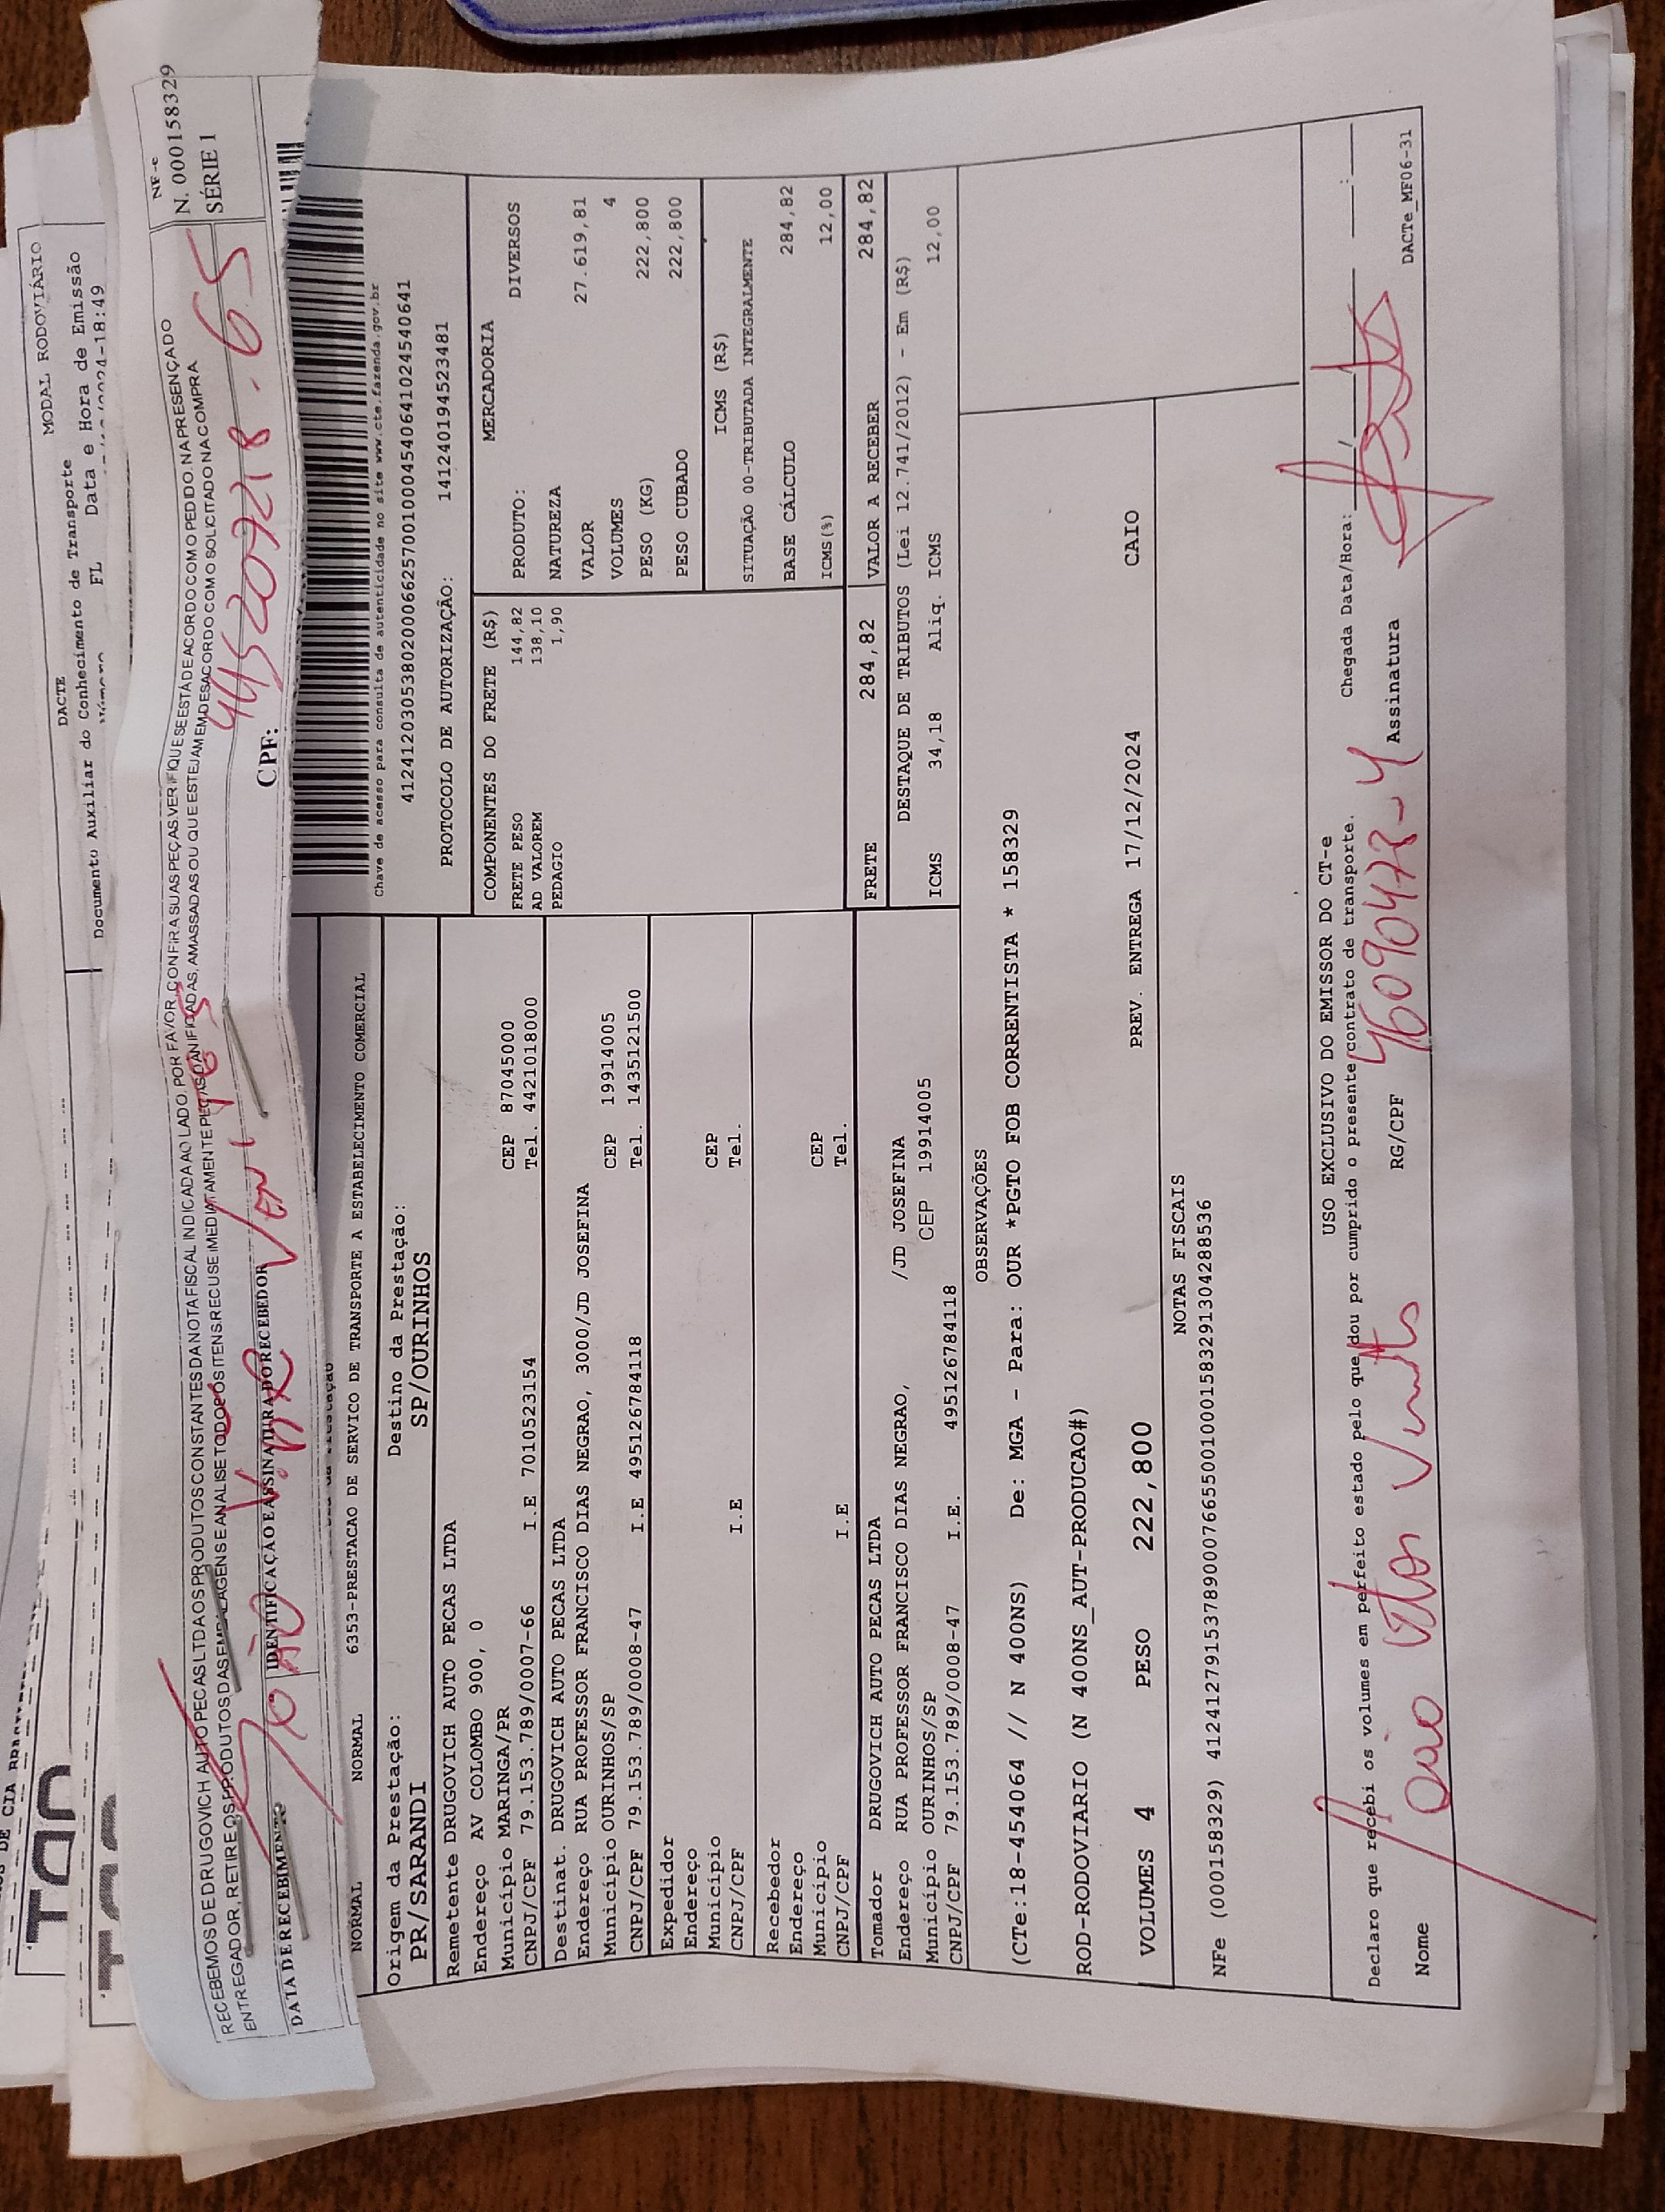 MODAL RODOVIÁRIO
DACTE
Documento Auxiliar do Conhecimento de Transporte
FL Data e Hora de Emissão
NF-e
N. 000158329
SÉRIE 1
RECEBEMOS DE DRUGOVICH AUTO PECAS LTDA OS PRODUTOS CONSTANTES DA NOTA FISCAL INDICADA AO LADO. POR FAVOR, CONFIRA SUAS PEÇAS, VERIFIQUE SE ESTÁ DE ACORDO COM O PEDIDO. NA PRESENÇA DO
ENTREGADOR, RETIRE OS PRODUTOS DAS EMBALAGENS E ANALISE TODOS OS ITENS. RECUSE IMEDIATAMENTE PEÇAS DANIFICADAS, AMASSADAS OU QUE ESTEJAM EM DESACORDO COM O SOLICITADO NA COMPRA
DATA DE RECEBIMENTO IDENTIFICAÇÃO E ASSINATURA DO RECEBEDOR CPF:
NORMAL NORMAL 6353-PRESTACAO DE SERVICO DE TRANSPORTE A ESTABELECIMENTO COMERCIAL
Chave de acesso para consulta de autenticidade no site www.cte.fazenda.gov.br
41241203053802000662570010004540641024540641
PROTOCOLO DE AUTORIZAÇÃO: 141240194523481
Origem da Prestação: Destino da Prestação:
PR/SARANDI SP/OURINHOS
Remetente DRUGOVICH AUTO PECAS LTDA
Endereço AV COLOMBO 900, 0
Município MARINGA/PR CEP 87045000
CNPJ/CPF 79.153.789/0007-66 I.E 7010523154 Tel. 4421018000
Destinat. DRUGOVICH AUTO PECAS LTDA
Endereço RUA PROFESSOR FRANCISCO DIAS NEGRAO, 3000/JD JOSEFINA
Município OURINHOS/SP CEP 19914005
CNPJ/CPF 79.153.789/0008-47 I.E 495126784118 Tel. 1435121500
Expedidor
Endereço
Município CEP
CNPJ/CPF I.E Tel.
Recebedor
Endereço
Município CEP
CNPJ/CPF I.E Tel.
Tomador DRUGOVICH AUTO PECAS LTDA
Endereço RUA PROFESSOR FRANCISCO DIAS NEGRAO, /JD JOSEFINA
Município OURINHOS/SP CEP 19914005
CNPJ/CPF 79.153.789/0008-47 I.E. 495126784118
COMPONENTES DO FRETE (R$)
FRETE PESO 144,82
AD VALOREM 138,10
PEDAGIO 1,90
MERCADORIA
PRODUTO: DIVERSOS
NATUREZA
VALOR 27.619,81
VOLUMES 4
PESO (KG) 222,800
PESO CUBADO 222,800
ICMS (R$)
SITUAÇÃO 00-TRIBUTADA INTEGRALMENTE
BASE CÁLCULO 284,82
ICMS(%) 12,00
FRETE 284,82 VALOR A RECEBER 284,82
DESTAQUE DE TRIBUTOS (Lei 12.741/2012) - Em (R$)
ICMS 34,18 Aliq. ICMS 12,00
OBSERVAÇÕES
(CTe:18-454064 // N 400NS) De: MGA - Para: OUR *PGTO FOB CORRENTISTA * 158329
ROD-RODOVIARIO (N 400NS_AUT-PRODUCAO#)
VOLUMES 4 PESO 222,800 PREV. ENTREGA 17/12/2024 CAIO
NOTAS FISCAIS
NFe (000158329) 41241279153789000766550010001583291304288536
USO EXCLUSIVO DO EMISSOR DO CT-e
Declaro que recebi os volumes em perfeito estado pelo que dou por cumprido o presente contrato de transporte. Chegada Data/Hora: / :
Nome RG/CPF Assinatura
DACTe_MF06-31